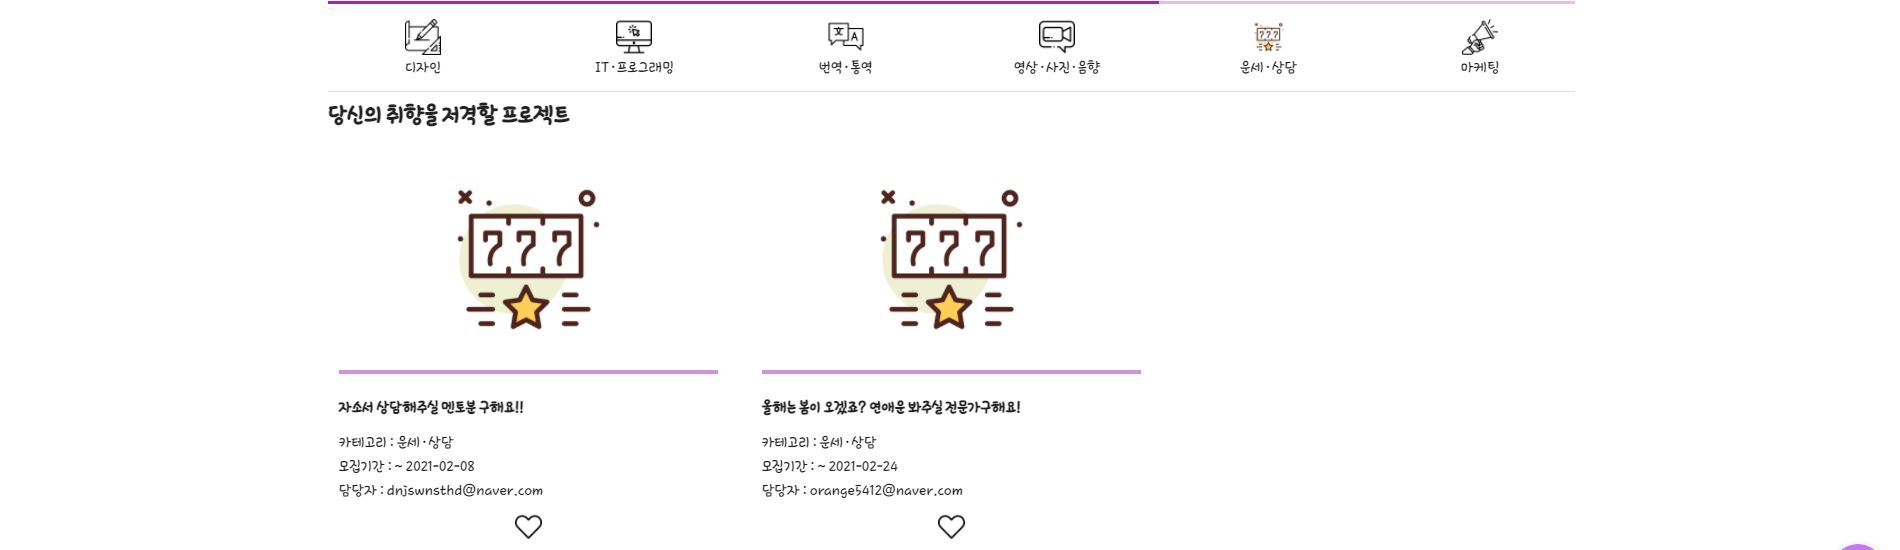 디자인
IT·프로그래밍
번역·통역
영상·사진·음향
운세·상담
마케팅
당신의 취향을 저격할 프로젝트
777
777
자소서 상담해주실 멘토분 구해요!!
카테고리 : 운세·상담
모집기간 : ~ 2021-02-08
담당자 : dnjswnsthd@naver.com
올해는 봄이 오겠죠? 연애운 봐주실 전문가구해요!
카테고리 : 운세·상담
모집기간 : ~ 2021-02-24
담당자 : orange5412@naver.com